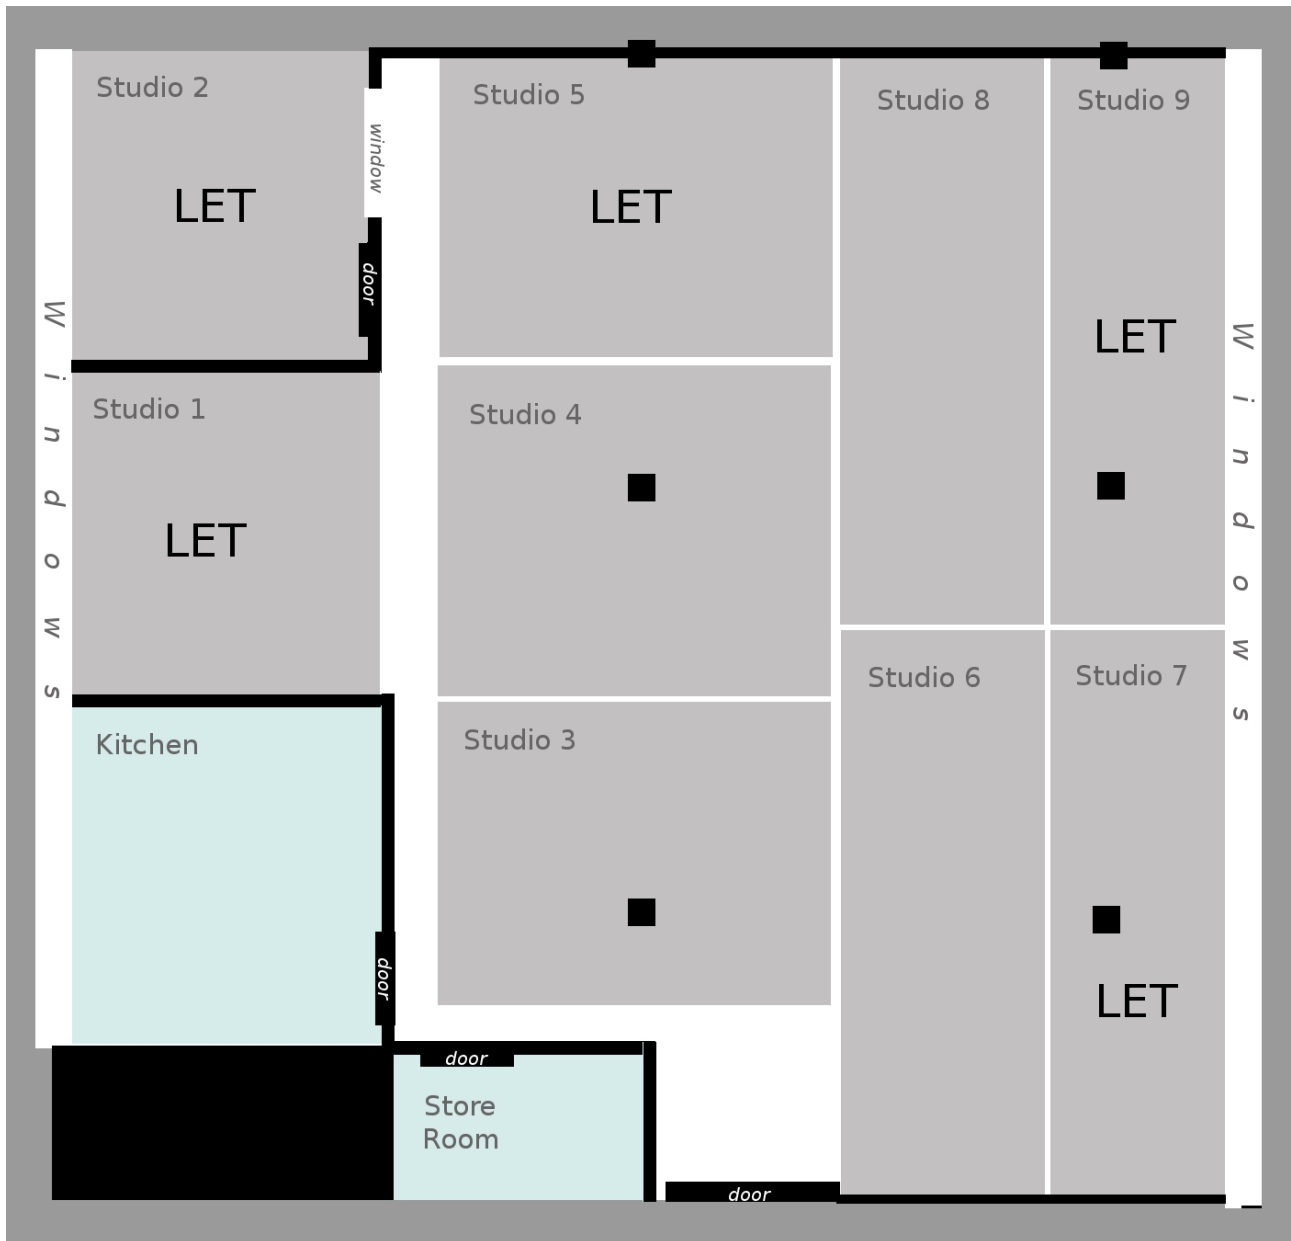 Studio 2
LET
window
door
Studio 5
LET
Studio 8
Studio 9
LET
Windows
Studio 1
LET
Studio 4
Windows
Kitchen
door
Studio 3
Studio 6
Studio 7
LET
door
Store
Room
door